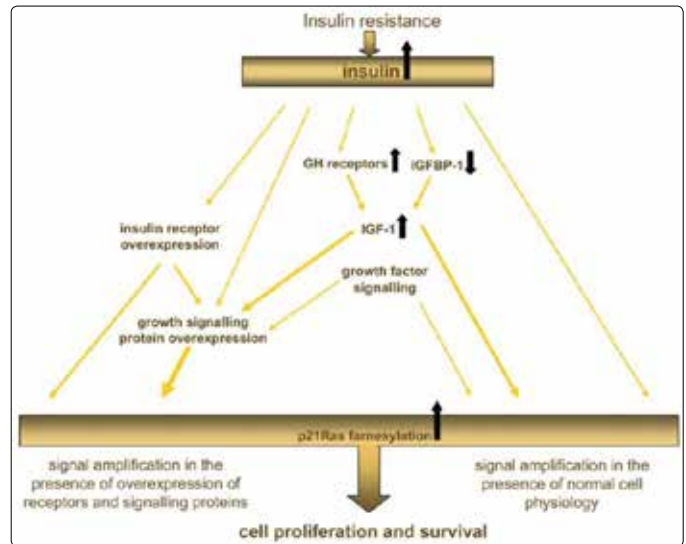 Insulin resistance
insulin
GH receptors
IGFBP-1
insulin receptor
overexpression
IGF-1
growth factor
signalling
growth signalling
protein overexpression
p21Ras farnesylation
signal amplification in the
presence of overexpression of
receptors and signalling proteins
signal amplification in the
presence of normal cell
physiology
cell proliferation and survival